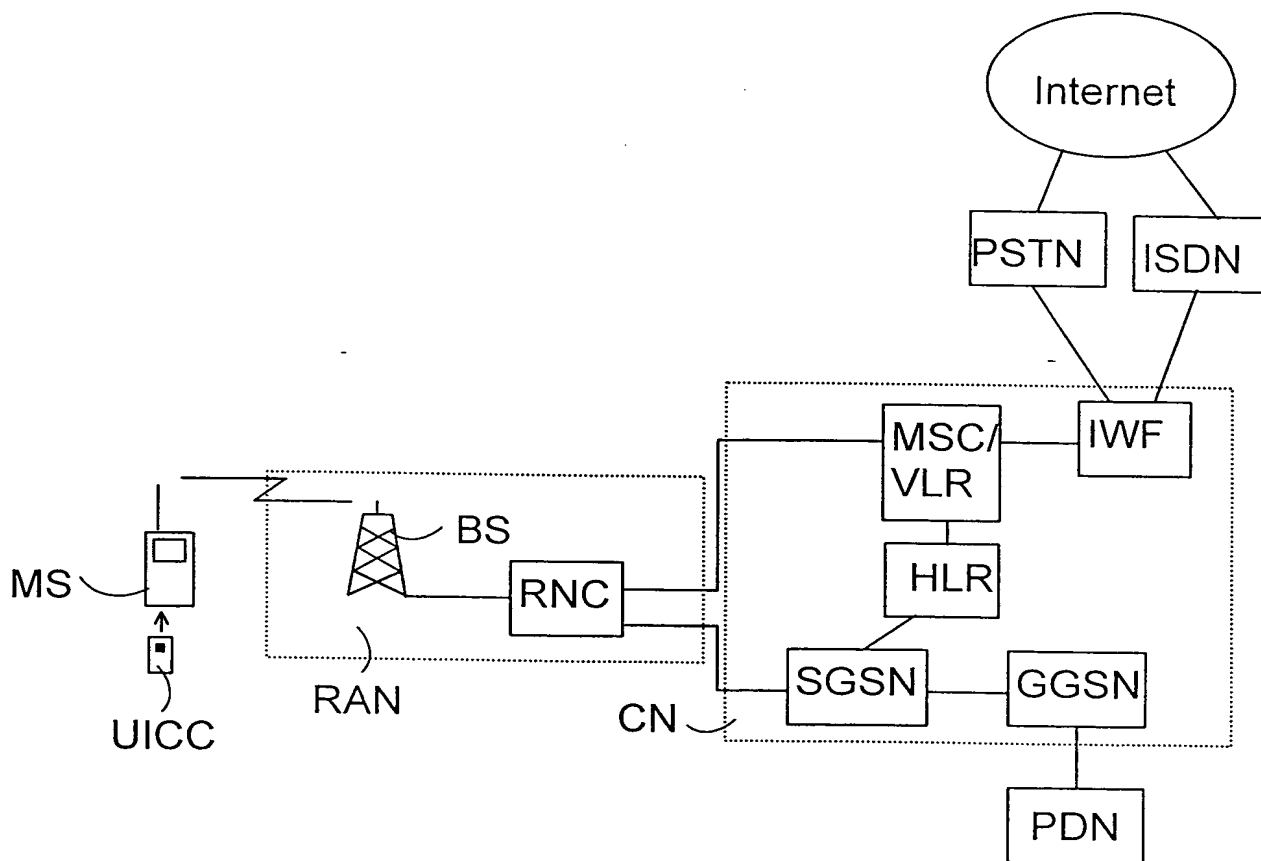 Internet
PSTN
ISDN
MSC/
VLR
IWF
BS
MS
RNC
HLR
RAN
SGSN
GGSN
CN
UICC
PDN